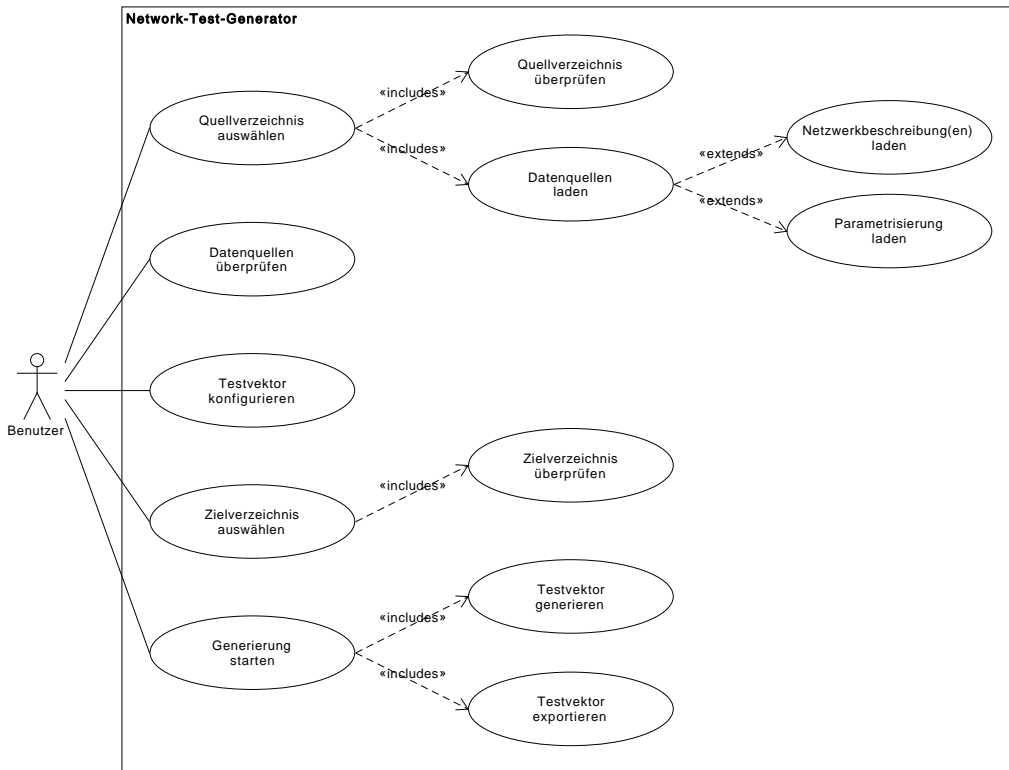 Network-Test-Generator
Quellverzeichnis
überprüfen
«includes»
Quellverzeichnis
auswählen
«includes»
Datenquellen
laden
«extends»
Netzwerkbeschreibung(en)
laden
«extends»
Parametrisierung
laden
Datenquellen
überprüfen
Testvektor
konfigurieren
Benutzer
Zielverzeichnis
überprüfen
«includes»
Zielverzeichnis
auswählen
Testvektor
generieren
«includes»
Generierung
starten
«includes»
Testvektor
exportieren